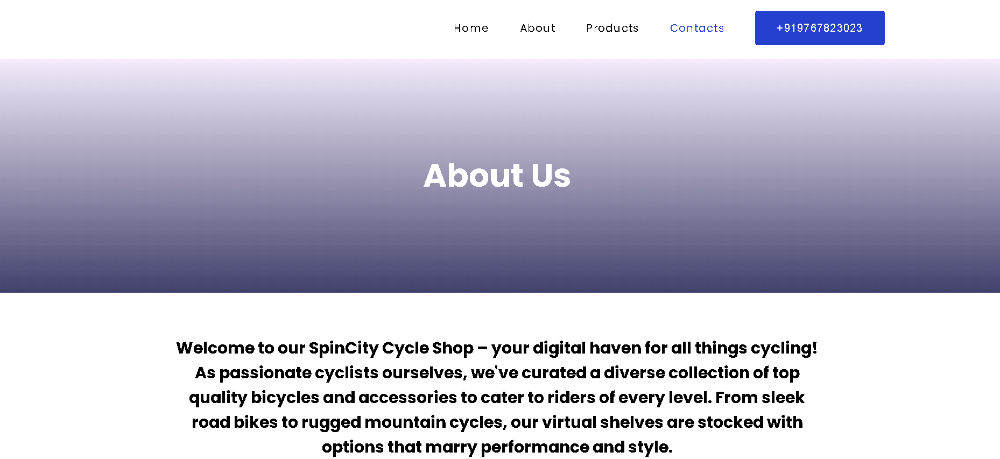 Home About Products Contacts +919767823023
About Us
Welcome to our SpinCity Cycle Shop – your digital haven for all things cycling!
As passionate cyclists ourselves, we've curated a diverse collection of top
quality bicycles and accessories to cater to riders of every level. From sleek
road bikes to rugged mountain cycles, our virtual shelves are stocked with
options that marry performance and style.